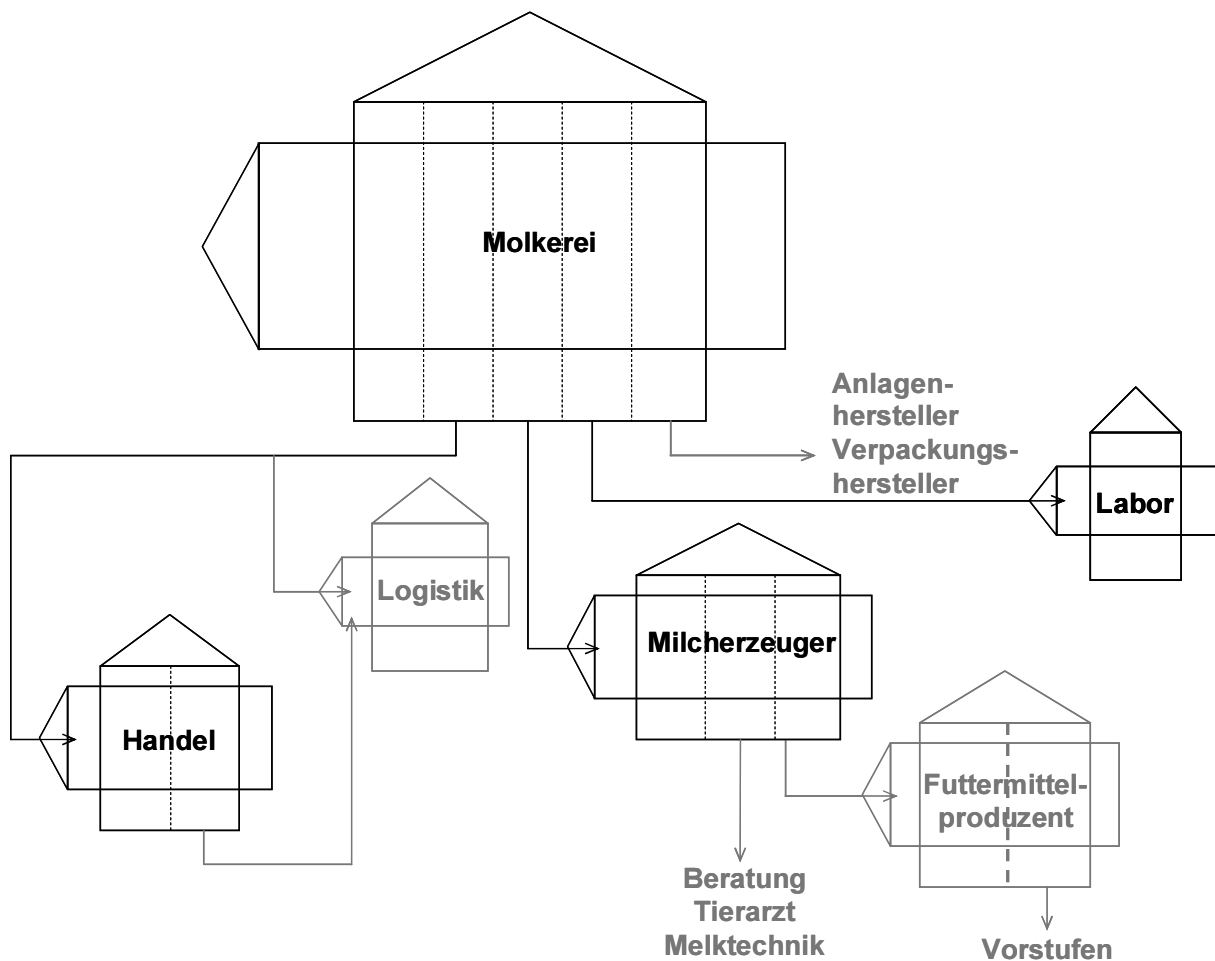 Molkerei
Anlagen-
hersteller
Verpackungs-
hersteller
Labor
Logistik
Milcherzeuger
Handel
Futtermittel-
produzent
Beratung
Tierarzt
Melktechnik
Vorstufen